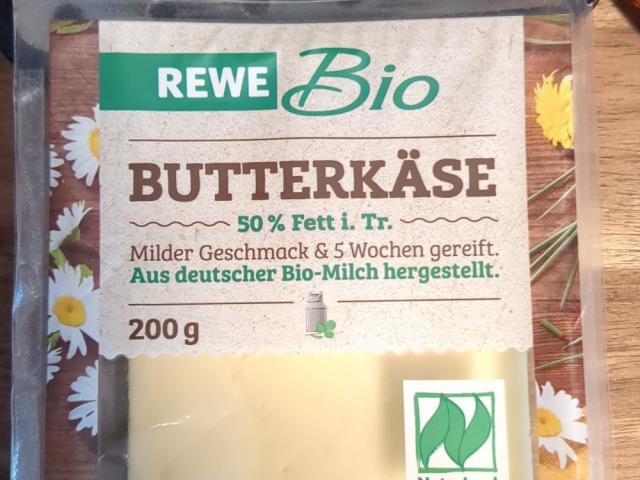 REWE Bio
BUTTERKÄSE
50 % Fett i. Tr.
Milder Geschmack & 5 Wochen gereift.
Aus deutscher Bio-Milch hergestellt.
200 g